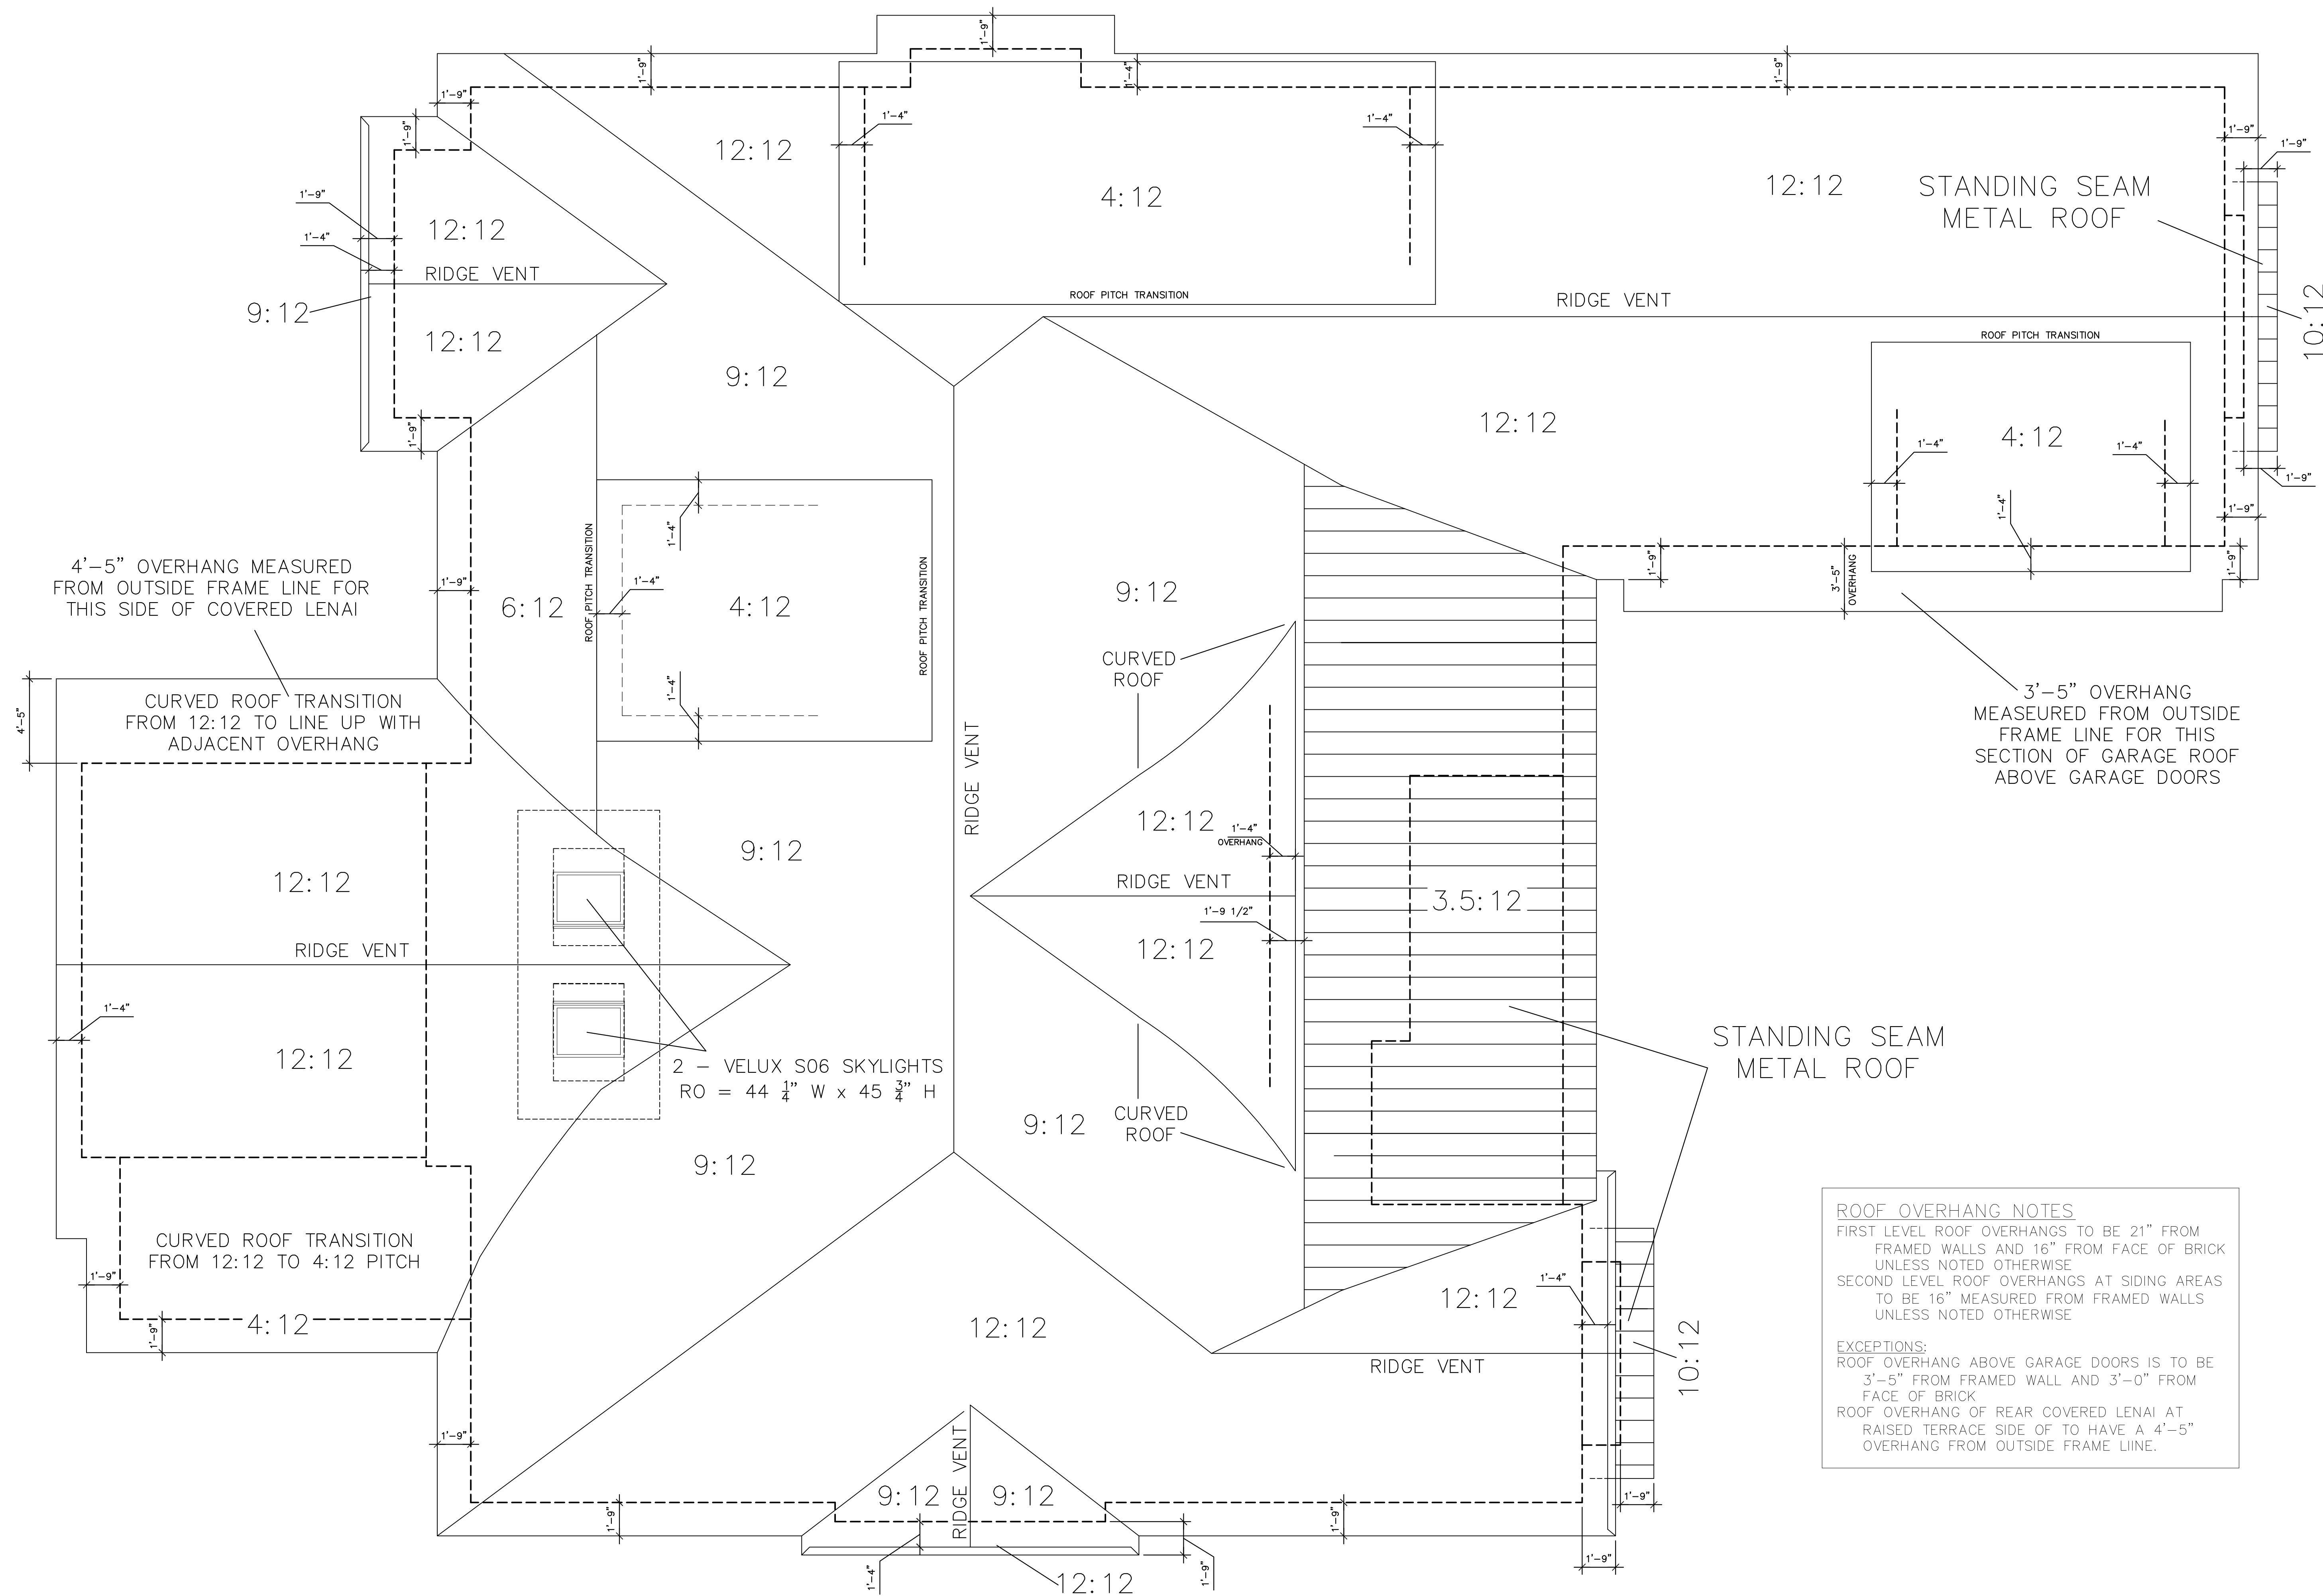 1'-9"
1'-9"
1'-4"
1'-9"
1'-9"
1'-4"
1'-4"
1'-9"
1'-9"
1'-9"
12:12
12:12
STANDING SEAM
METAL ROOF
4:12
1'-9"
1'-4"
12:12
RIDGE VENT
9:12
12:12
1'-9"
ROOF PITCH TRANSITION
RIDGE VENT
10:12
ROOF PITCH TRANSITION
9:12
12:12
4:12
1'-4"
1'-4"
1'-4"
1'-9"
1'-9"
1'-9"
1'-9"
3'-5"
OVERHANG
4'-5" OVERHANG MEASURED
FROM OUTSIDE FRAME LINE FOR
THIS SIDE OF COVERED LENAI
1'-9"
6:12
ROOF PITCH TRANSITION
1'-4"
1'-4"
4:12
1'-4"
ROOF PITCH TRANSITION
9:12
CURVED
ROOF
3'-5" OVERHANG
MEASEURED FROM OUTSIDE
FRAME LINE FOR THIS
SECTION OF GARAGE ROOF
ABOVE GARAGE DOORS
4'-5"
CURVED ROOF TRANSITION
FROM 12:12 TO LINE UP WITH
ADJACENT OVERHANG
RIDGE VENT
12:12
1'-4"
OVERHANG
9:12
12:12
RIDGE VENT
3.5:12
1'-9 1/2"
12:12
RIDGE VENT
1'-4"
12:12
2 - VELUX S06 SKYLIGHTS
RO = 44 1/4" W x 45 3/4" H
STANDING SEAM
METAL ROOF
9:12
CURVED
ROOF
9:12
CURVED ROOF TRANSITION
FROM 12:12 TO 4:12 PITCH
1'-9"
4:12
1'-9"
12:12
12:12
1'-4"
10:12
RIDGE VENT
1'-9"
RIDGE VENT
9:12
9:12
1'-9"
1'-9"
1'-9"
1'-4"
1'-9"
1'-9"
12:12
ROOF OVERHANG NOTES
FIRST LEVEL ROOF OVERHANGS TO BE 21" FROM
FRAMED WALLS AND 16" FROM FACE OF BRICK
UNLESS NOTED OTHERWISE
SECOND LEVEL ROOF OVERHANGS AT SIDING AREAS
TO BE 16" MEASURED FROM FRAMED WALLS
UNLESS NOTED OTHERWISE
EXCEPTIONS:
ROOF OVERHANG ABOVE GARAGE DOORS IS TO BE
3'-5" FROM FRAMED WALL AND 3'-0" FROM
FACE OF BRICK
ROOF OVERHANG OF REAR COVERED LENAI AT
RAISED TERRACE SIDE OF TO HAVE A 4'-5"
OVERHANG FROM OUTSIDE FRAME LIINE.